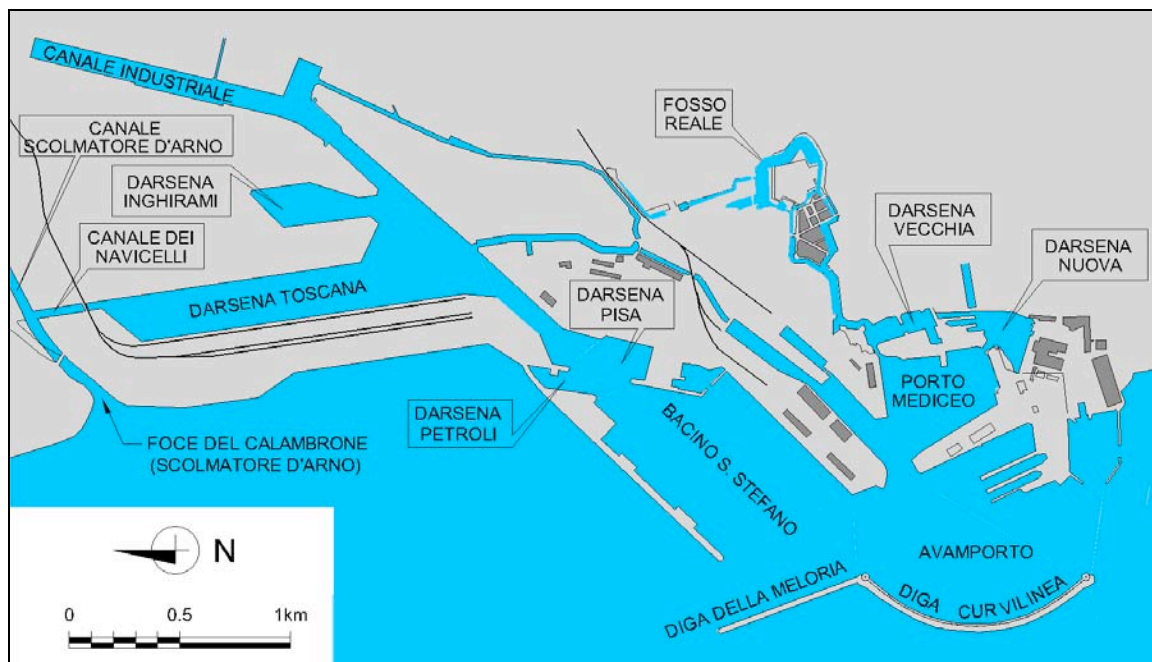 CANALE INDUSTRIALE
CANALE
SCOLMATORE D'ARNO
DARSENA
INGHIRAMI
CANALE DEI
NAVICELLI
DARSENA TOSCANA
FOSSO
REALE
DARSENA
VECCHIA
DARSENA
NUOVA
DARSENA
PISA
PORTO
MEDICEO
DARSENA
PETROLI
BACINO S. STEFANO
FOCE DEL CALAMBRONE
(SCOLMATORE D'ARNO)
AVAMPORTO
DIGA DELLA MELORIA
DIGA CURVILINEA
N
0 0.5 1km